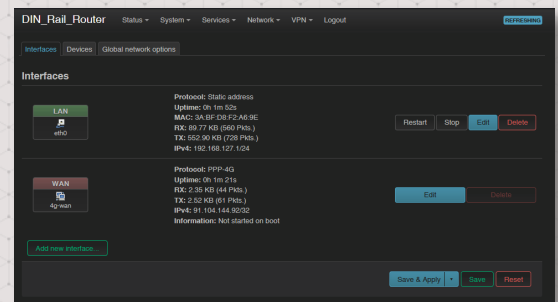 DIN_Rail_Router Status System Services Network VPN Logout REFRESHING
Interfaces Devices Global network options
Interfaces
LAN
eth0
Protocol: Static address
Uptime: 0h 1m 52s
MAC: 3A:BF:D8:F2:A6:9E
RX: 89.77 KB (560 Pkts.)
TX: 552.90 KB (728 Pkts.)
IPv4: 192.168.127.1/24
Restart Stop Edit Delete
WAN
4g-wan
Protocol: PPP-4G
Uptime: 0h 1m 21s
RX: 2.35 KB (44 Pkts.)
TX: 2.52 KB (61 Pkts.)
IPv4: 91.104.144.92/32
Information: Not started on boot
Edit Delete
Add new interface...
Save & Apply Save Reset